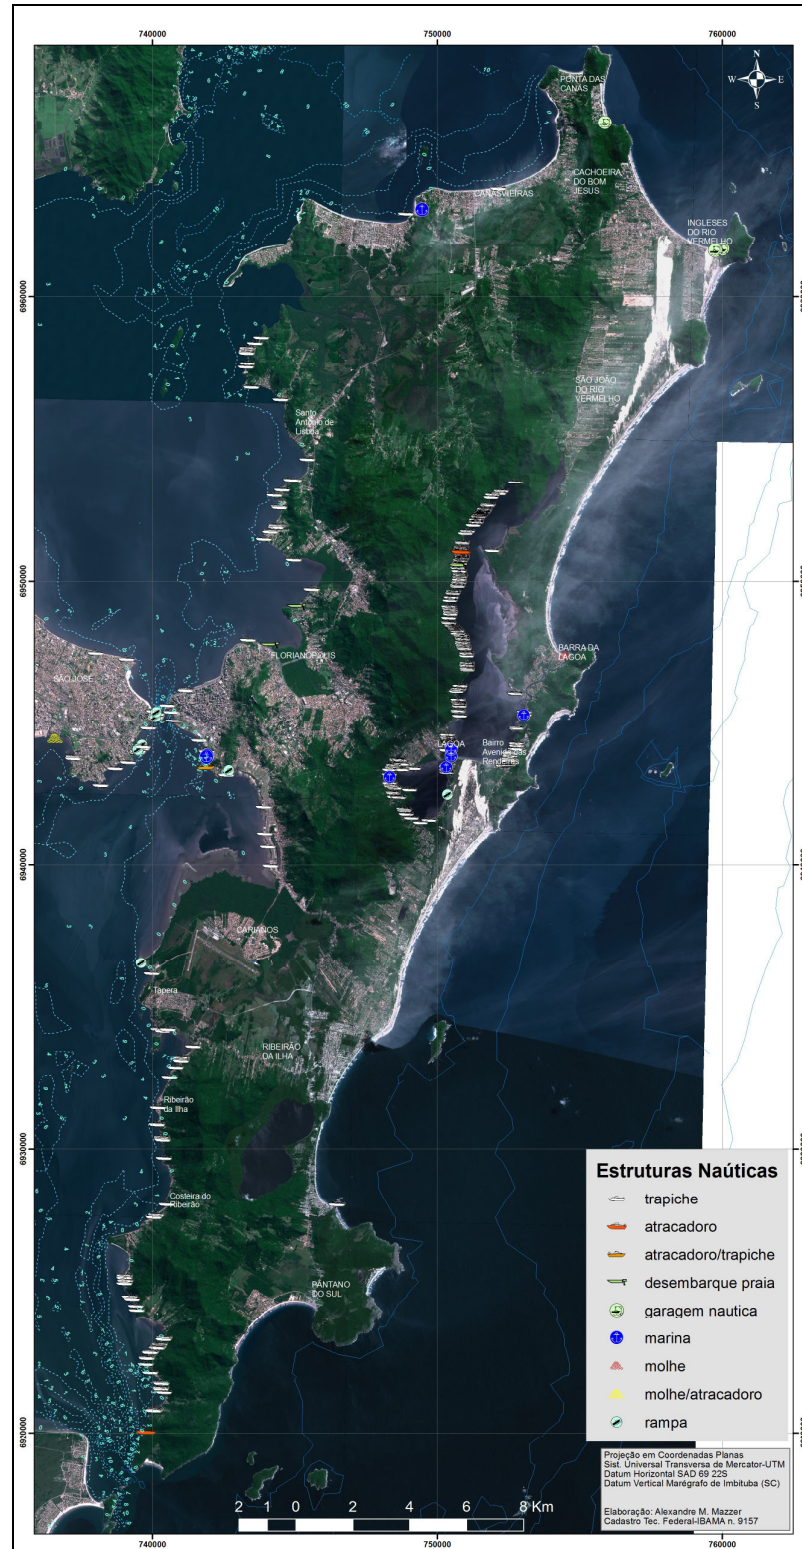 740000 750000 760000
N
W E
S
PONTA DAS
CANAS
CACHOEIRA
DO BOM
JESUS
CANASVIEIRAS
INGLESES
DO RIO
VERMELHO
6960000
SÃO JOÃO
DO RIO
VERMELHO
Santo
Antonio de
Lisboa
BARRA DA
LAGOA
FLORIANÓPOLIS
SÃO JOSÉ
LAGOA
Bairro
Avenida das
Rendeiras
6940000
CARIANOS
Tapera
RIBEIRÃO
DA ILHA
Ribeirão
da Ilha
Costeira do
Ribeirão
PÂNTANO
DO SUL
Estruturas Naúticas
trapiche
atracadoro
atracadoro/trapiche
desembarque praia
garagem nautica
marina
molhe
molhe/atracadoro
rampa
Projeção em Coordenadas Planas
Sist. Universal Transversa de Mercator-UTM
Datum Horizontal SAD 69 22S
Datum Vertical Marégrafo de Imbituba (SC)
Elaboração: Alexandre M. Mazzer
Cadastro Tec. Federal-IBAMA n. 9157
2 1 0 2 4 6 8 Km
740000 750000 760000